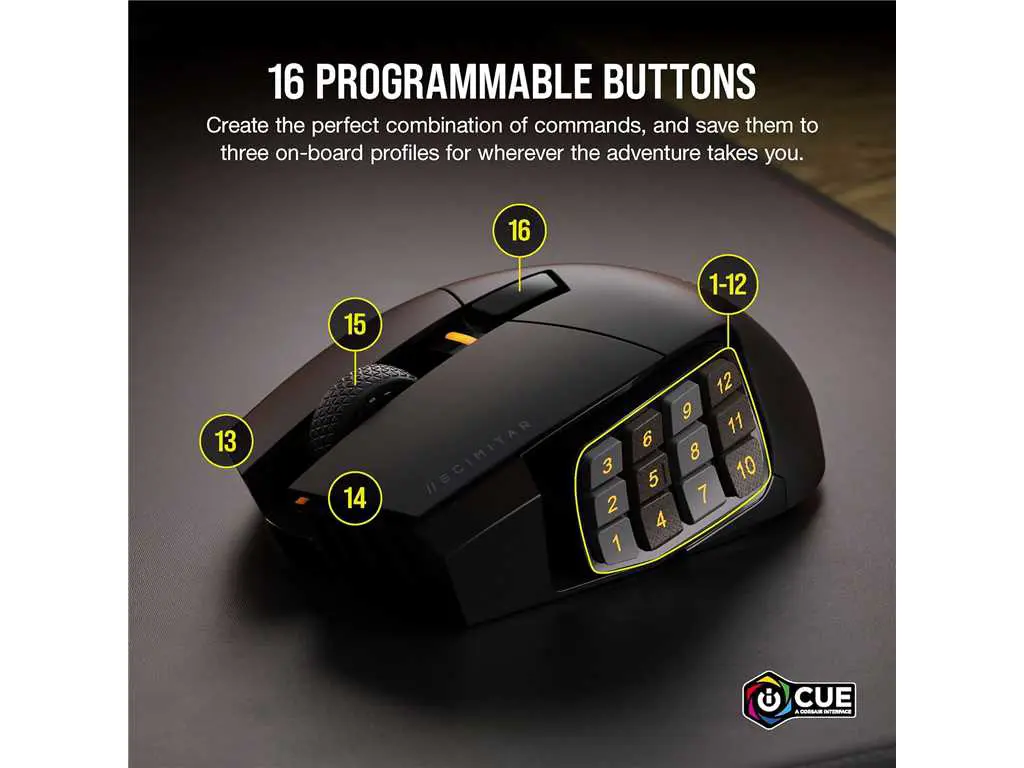 16 PROGRAMMABLE BUTTONS
Create the perfect combination of commands, and save them to
three on-board profiles for wherever the adventure takes you.
16
1-12
15
13
14
SCIMITAR
3 6 9 12
2 5 8 11
1 4 7 10
iCUE
A CORSAIR INTERFACE